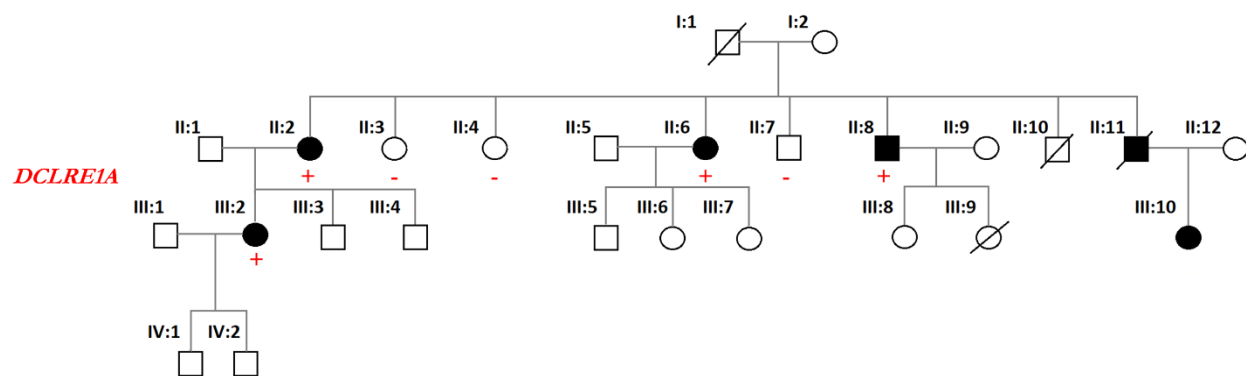 I:1 I:2
II:1 II:2 II:3 II:4 II:5 II:6 II:7 II:8 II:9 II:10 II:11 II:12
DCLRE1A + - - + - +
III:1 III:2 III:3 III:4 III:5 III:6 III:7 III:8 III:9 III:10
+
IV:1 IV:2